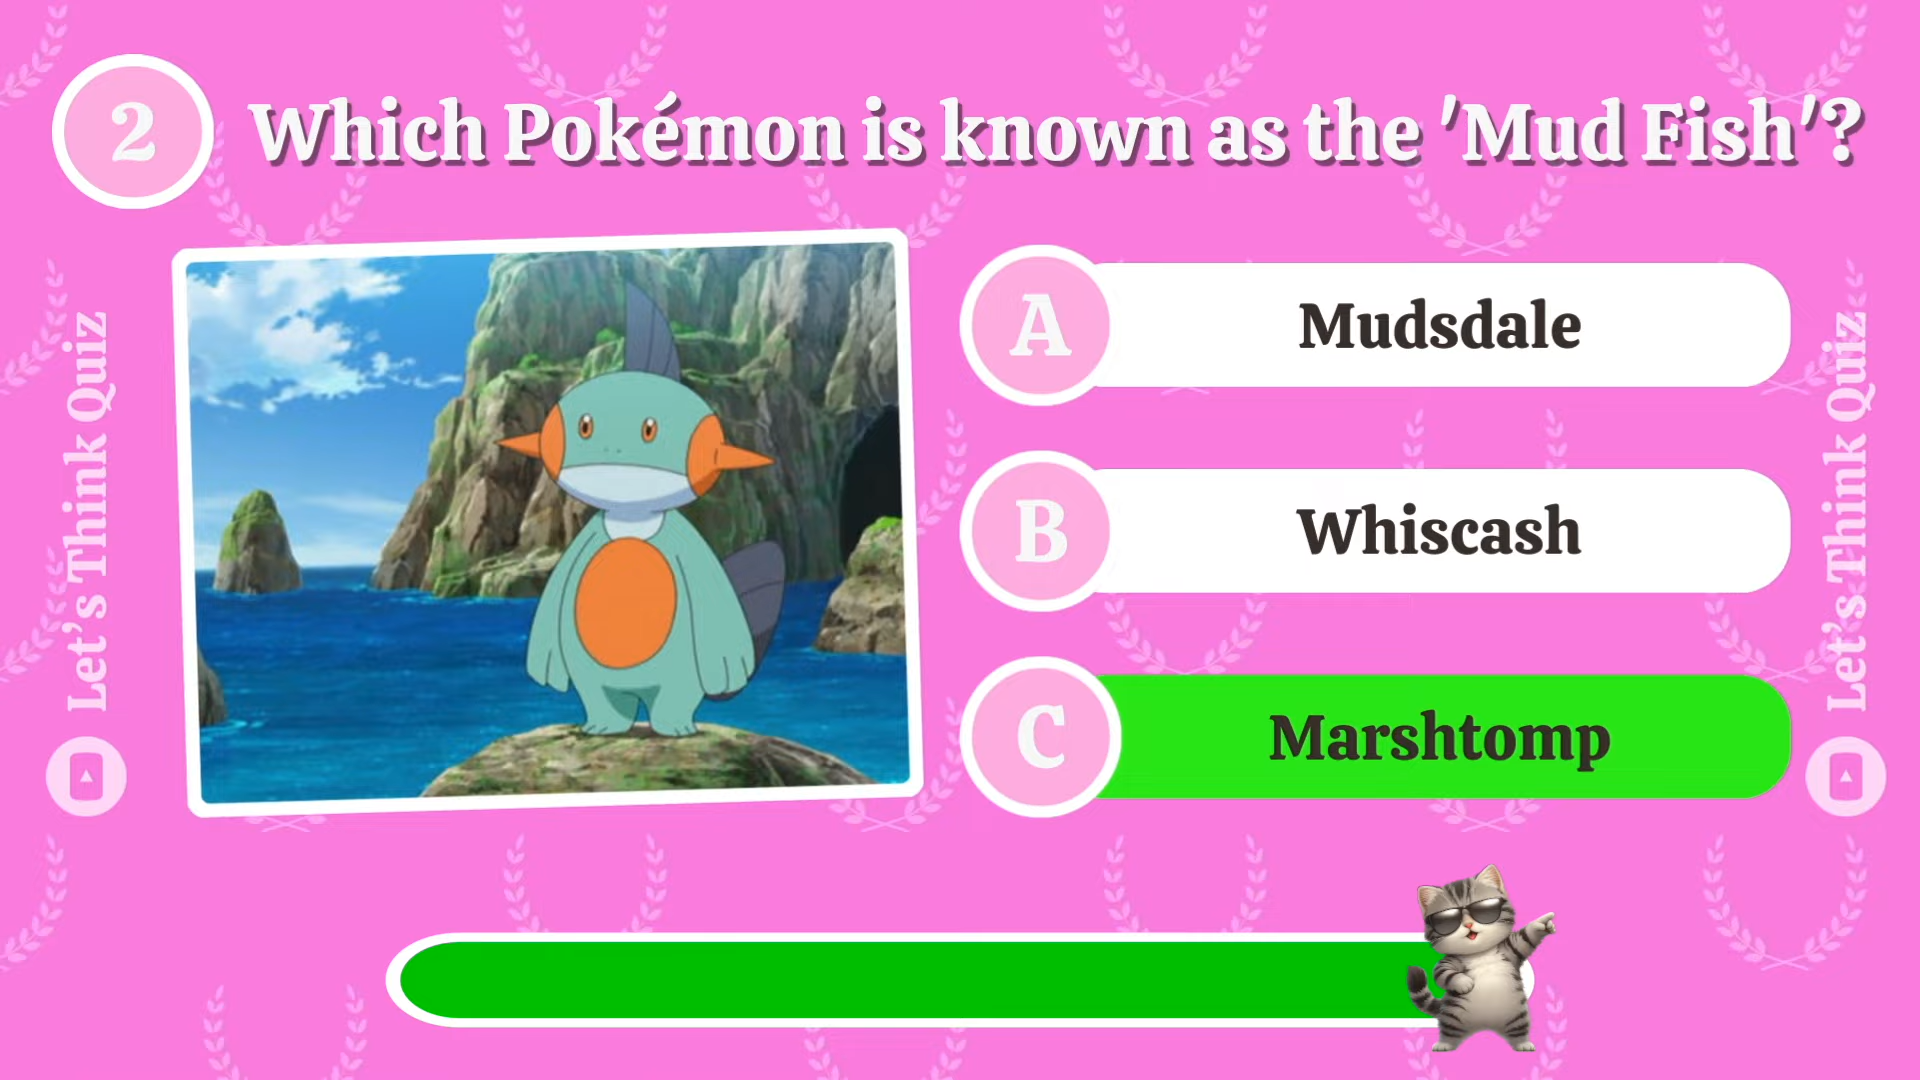 2
Which Pokémon is known as the 'Mud Fish'?
A
Mudsdale
B
Whiscash
C
Marshtomp
Let's Think Quiz
Let's Think Quiz